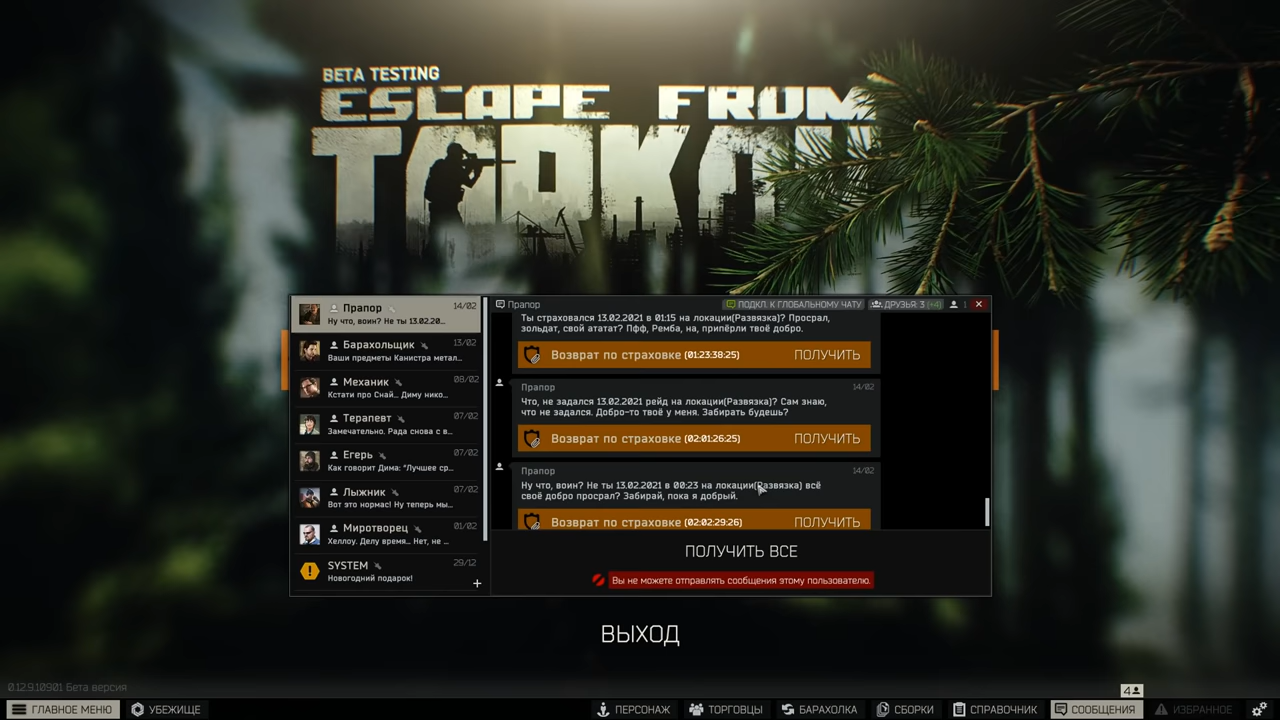 BETA TESTING
ESCAPE FROM
TARKOV
Прапор
14/02
Ну что, воин? Не ты 13.02.20...
Барахольщик
13/02
Ваши предметы Канистра метал...
Механик
08/02
Кстати про Снай... Диму нико...
Терапевт
07/02
Замечательно. Рада снова с в...
Егерь
07/02
Как говорит Дима: "Лучшее ср...
Лыжник
07/02
Вот это нормас! Ну теперь мы...
Миротворец
01/02
Хеллоу. Делу время... Нет, не ...
SYSTEM
29/12
Новогодний подарок!
+
Прапор
ПОДКЛ. К ГЛОБАЛЬНОМУ ЧАТУ
ДРУЗЬЯ: 3 [+4]
1
Ты страховался 13.02.2021 в 01:15 на локации(Развязка)? Просрал,
зольдат, свой ататат? Пфф, Ремба, на, припёрли твоё добро.
Возврат по страховке (01:23:38:25)
ПОЛУЧИТЬ
Прапор
14/02
Что, не задался 13.02.2021 рейд на локации(Развязка)? Сам знаю,
что не задался. Добро-то твоё у меня. Забирать будешь?
Возврат по страховке (02:01:26:25)
ПОЛУЧИТЬ
Прапор
14/02
Ну что, воин? Не ты 13.02.2021 в 00:23 на локации(Развязка) всё
своё добро просрал? Забирай, пока я добрый.
Возврат по страховке (02:02:29:26)
ПОЛУЧИТЬ
ПОЛУЧИТЬ ВСЕ
Вы не можете отправлять сообщения этому пользователю.
ВЫХОД
0.12.9.10901 Бета версия
4
ГЛАВНОЕ МЕНЮ
УБЕЖИЩЕ
ПЕРСОНАЖ
ТОРГОВЦЫ
БАРАХОЛКА
СБОРКИ
СПРАВОЧНИК
СООБЩЕНИЯ
ИЗБРАННОЕ